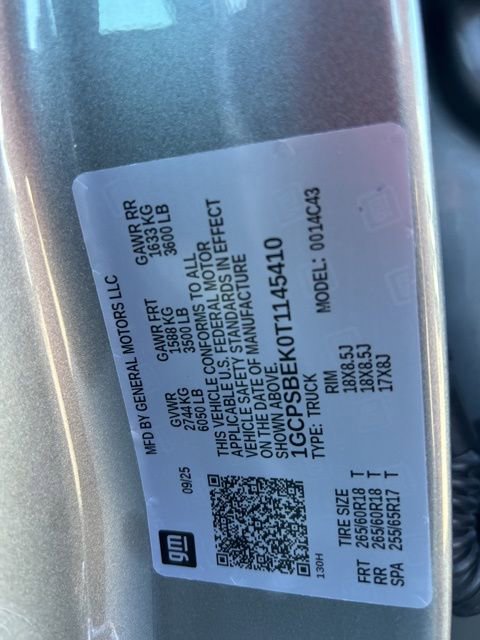 MFD BY GENERAL MOTORS LLC
gm
09/25
GVWR GAWR FRT GAWR RR
2744 KG 1588 KG 1633 KG
6050 LB 3500 LB 3600 LB
THIS VEHICLE CONFORMS TO ALL
APPLICABLE U.S. FEDERAL MOTOR
VEHICLE SAFETY STANDARDS IN EFFECT
ON THE DATE OF MANUFACTURE
SHOWN ABOVE.
1GCPSBEK0T1145410
TYPE: TRUCK MODEL: 0014C43
130H
TIRE SIZE RIM
FRT 265/60R18 T 18X8.5J
RR 265/60R18 T 18X8.5J
SPA 255/65R17 T 17X8J